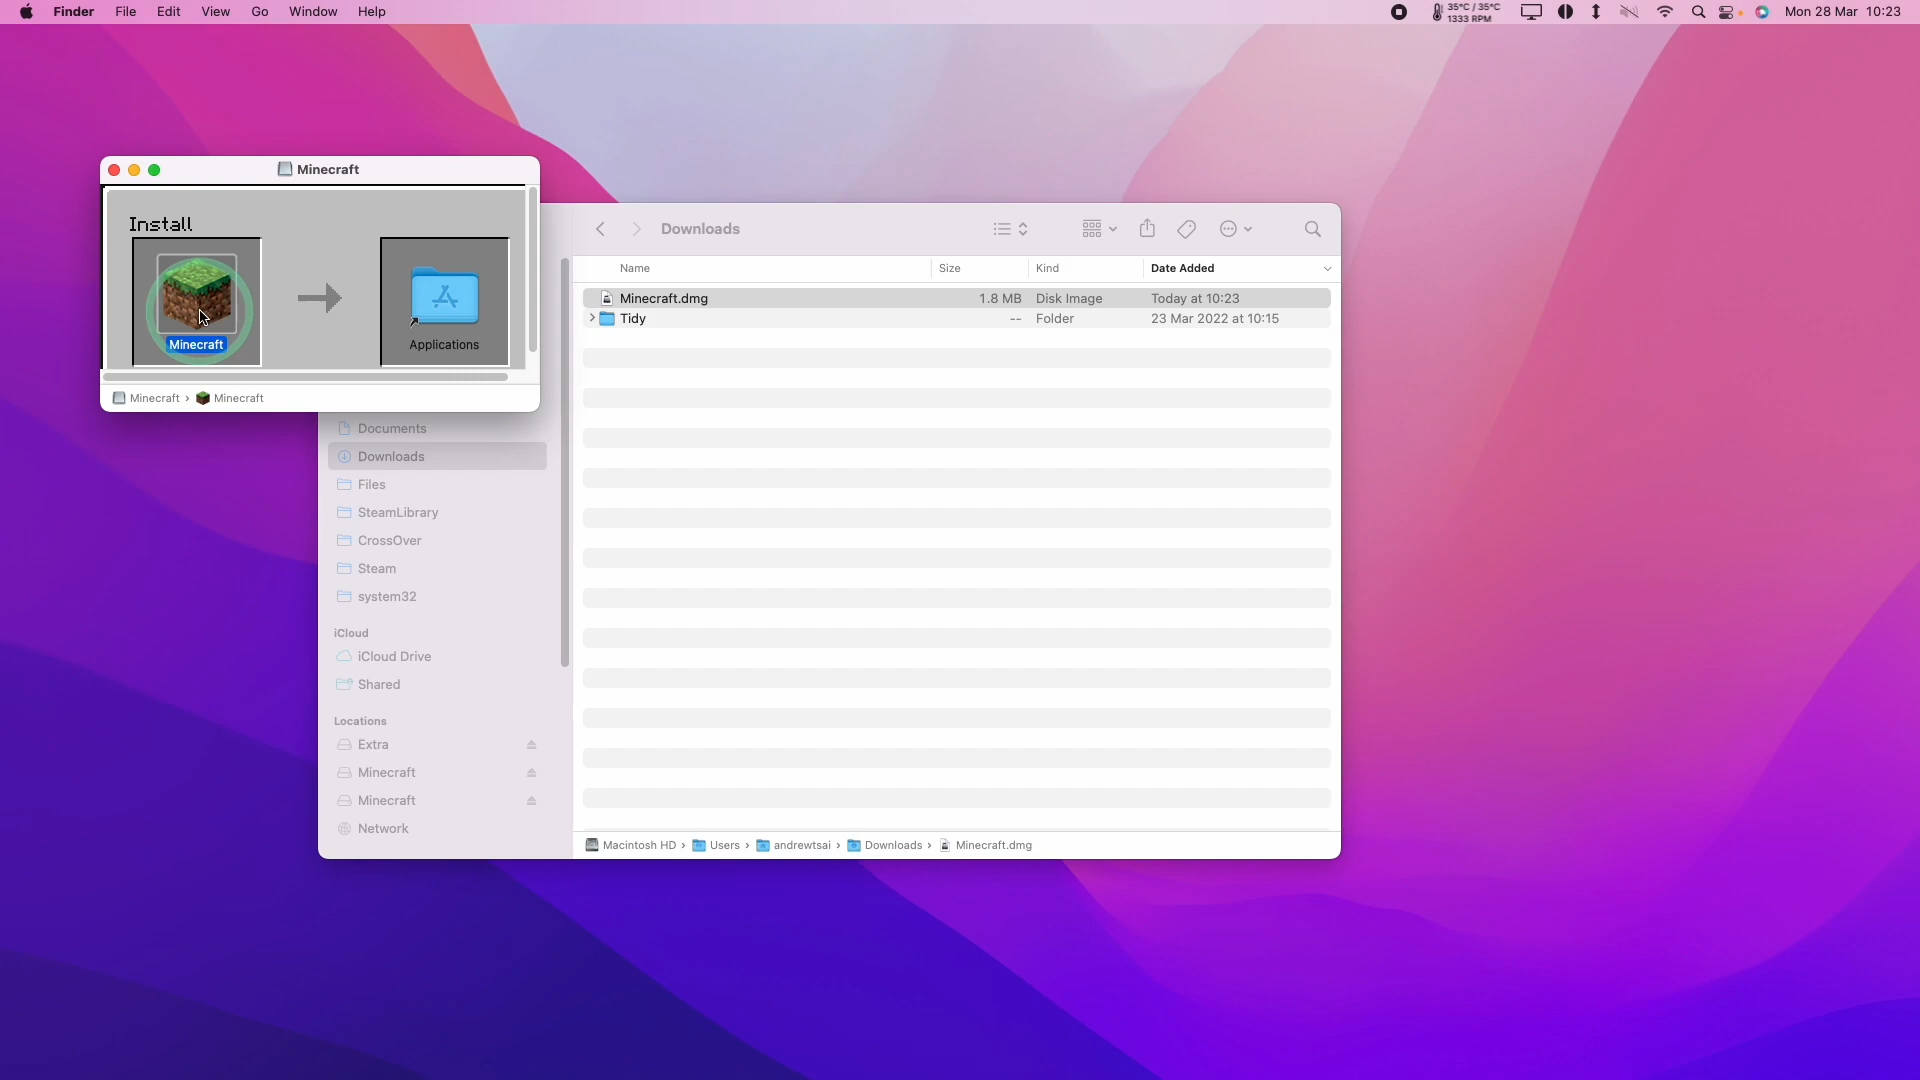 Finder File Edit View Go Window Help
35°C / 35°C
1333 RPM
Mon 28 Mar 10:23
Minecraft
Install
Minecraft
Applications
Minecraft › Minecraft
Downloads
Name Size Kind Date Added
Minecraft.dmg 1.8 MB Disk Image Today at 10:23
Tidy -- Folder 23 Mar 2022 at 10:15
Documents
Downloads
Files
SteamLibrary
CrossOver
Steam
system32
iCloud
iCloud Drive
Shared
Locations
Extra
Minecraft
Minecraft
Network
Macintosh HD › Users › andrewtsai › Downloads › Minecraft.dmg